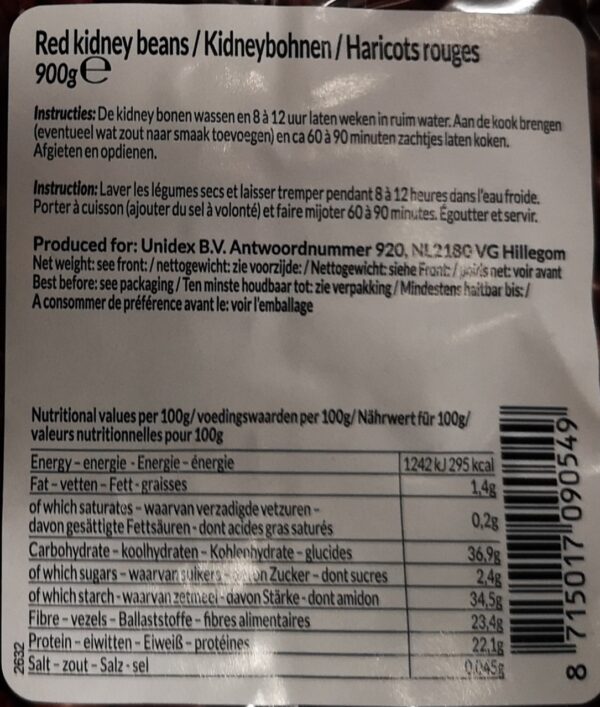 Red kidney beans / Kidneybohnen / Haricots rouges
900g ℮
Instructies: De kidney bonen wassen en 8 à 12 uur laten weken in ruim water. Aan de kook brengen
(eventueel wat zout naar smaak toevoegen) en ca 60 à 90 minuten zachtjes laten koken.
Afgieten en opdienen.
Instruction: Laver les légumes secs et laisser tremper pendant 8 à 12 heures dans l'eau froide.
Porter à cuisson (ajouter du sel à volonté) et faire mijoter 60 à 90 minutes. Égoutter et servir.
Produced for: Unidex B.V. Antwoordnummer 920, NL2180 VG Hillegom
Net weight: see front: / nettogewicht: zie voorzijde: / Nettogewicht: siehe Front: / poids net: voir avant
Best before: see packaging / Ten minste houdbaar tot: zie verpakking / Mindestens haltbar bis: /
A consommer de préférence avant le: voir l'emballage
Nutritional values per 100g/ voedingswaarden per 100g/ Nährwert für 100g/
valeurs nutritionnelles pour 100g
Energy - energie - Energie - énergie 1242 kJ 295 kcal
Fat - vetten - Fett - graisses 1,4g
of which saturates - waarvan verzadigde vetzuren -
davon gesättigte Fettsäuren - dont acides gras saturés 0,2g
Carbohydrate - koolhydraten - Kohlenhydrate - glucides 36,9g
of which sugars - waarvan suikers - davon Zucker - dont sucres 2,4g
of which starch - waarvan zetmeel - davon Stärke - dont amidon 34,5g
Fibre - vezels - Ballaststoffe - fibres alimentaires 23,4g
Protein - eiwitten - Eiweiß - protéines 22,1g
Salt - zout - Salz - sel 0,045g
2632
8 715017 090549